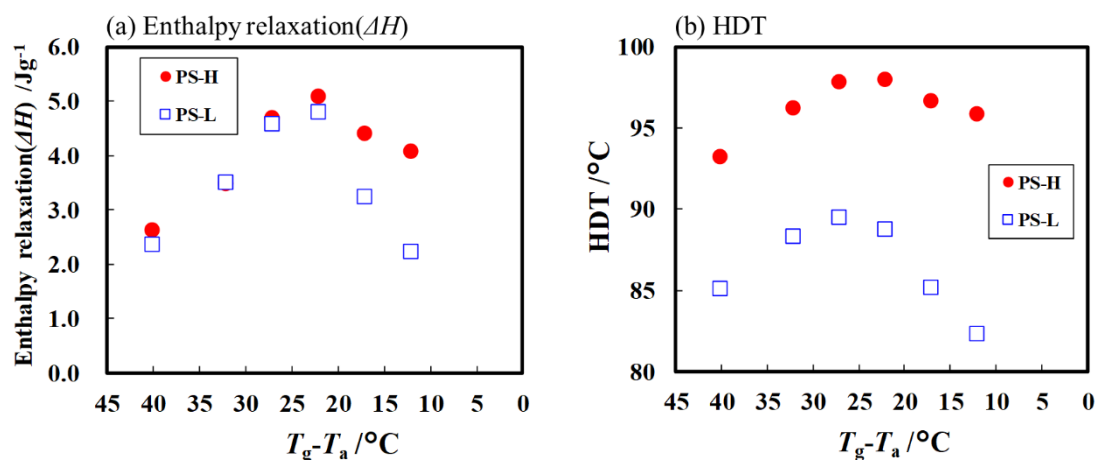 (a) Enthalpy relaxation(ΔH)
Enthalpy relaxation(ΔH) /Jg-1
6.0
5.0
4.0
3.0
2.0
1.0
0.0
PS-H
PS-L
45 40 35 30 25 20 15 10 5 0
Tg-Ta /°C
(b) HDT
HDT /°C
100
95
90
85
80
PS-H
PS-L
45 40 35 30 25 20 15 10 5 0
Tg-Ta /°C